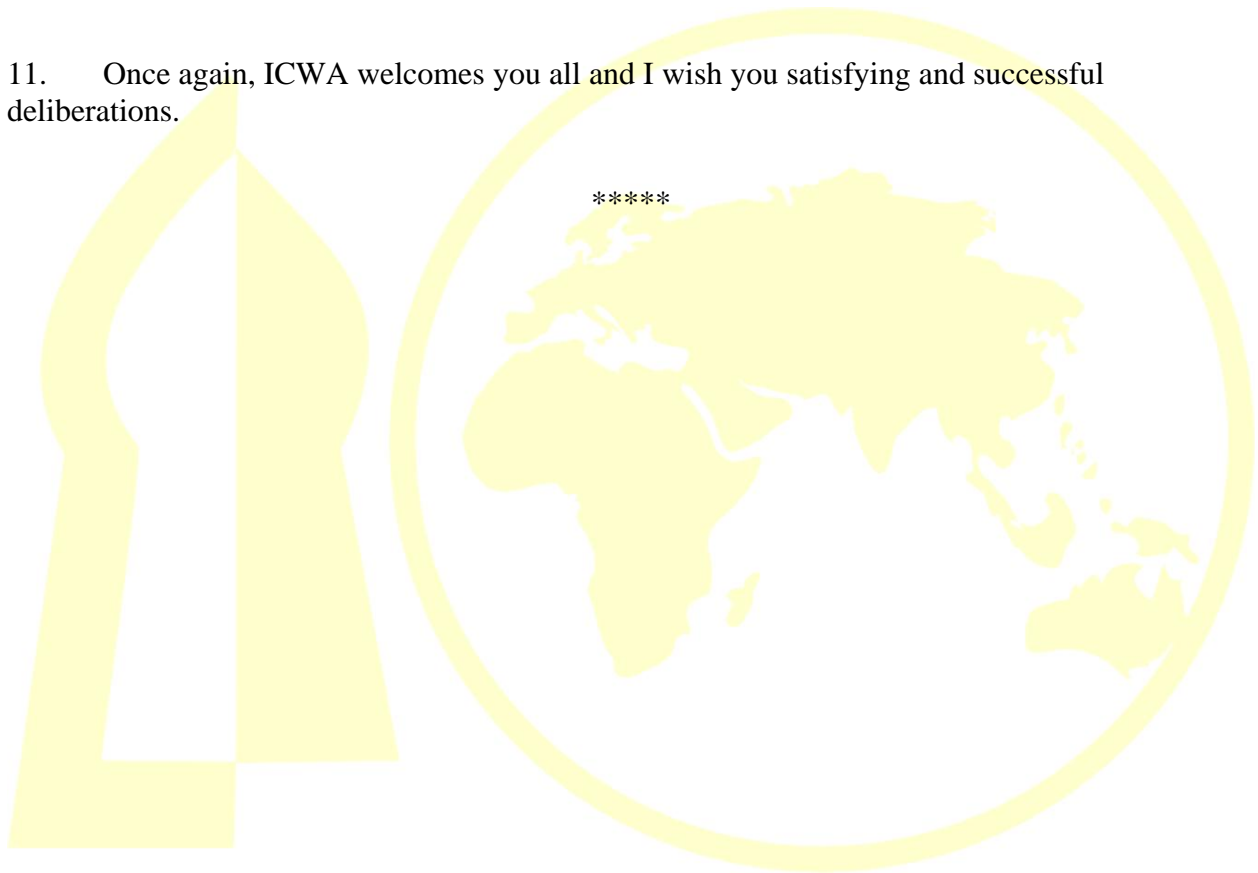 11. Once again, ICWA welcomes you all and I wish you satisfying and successful
deliberations.
*****